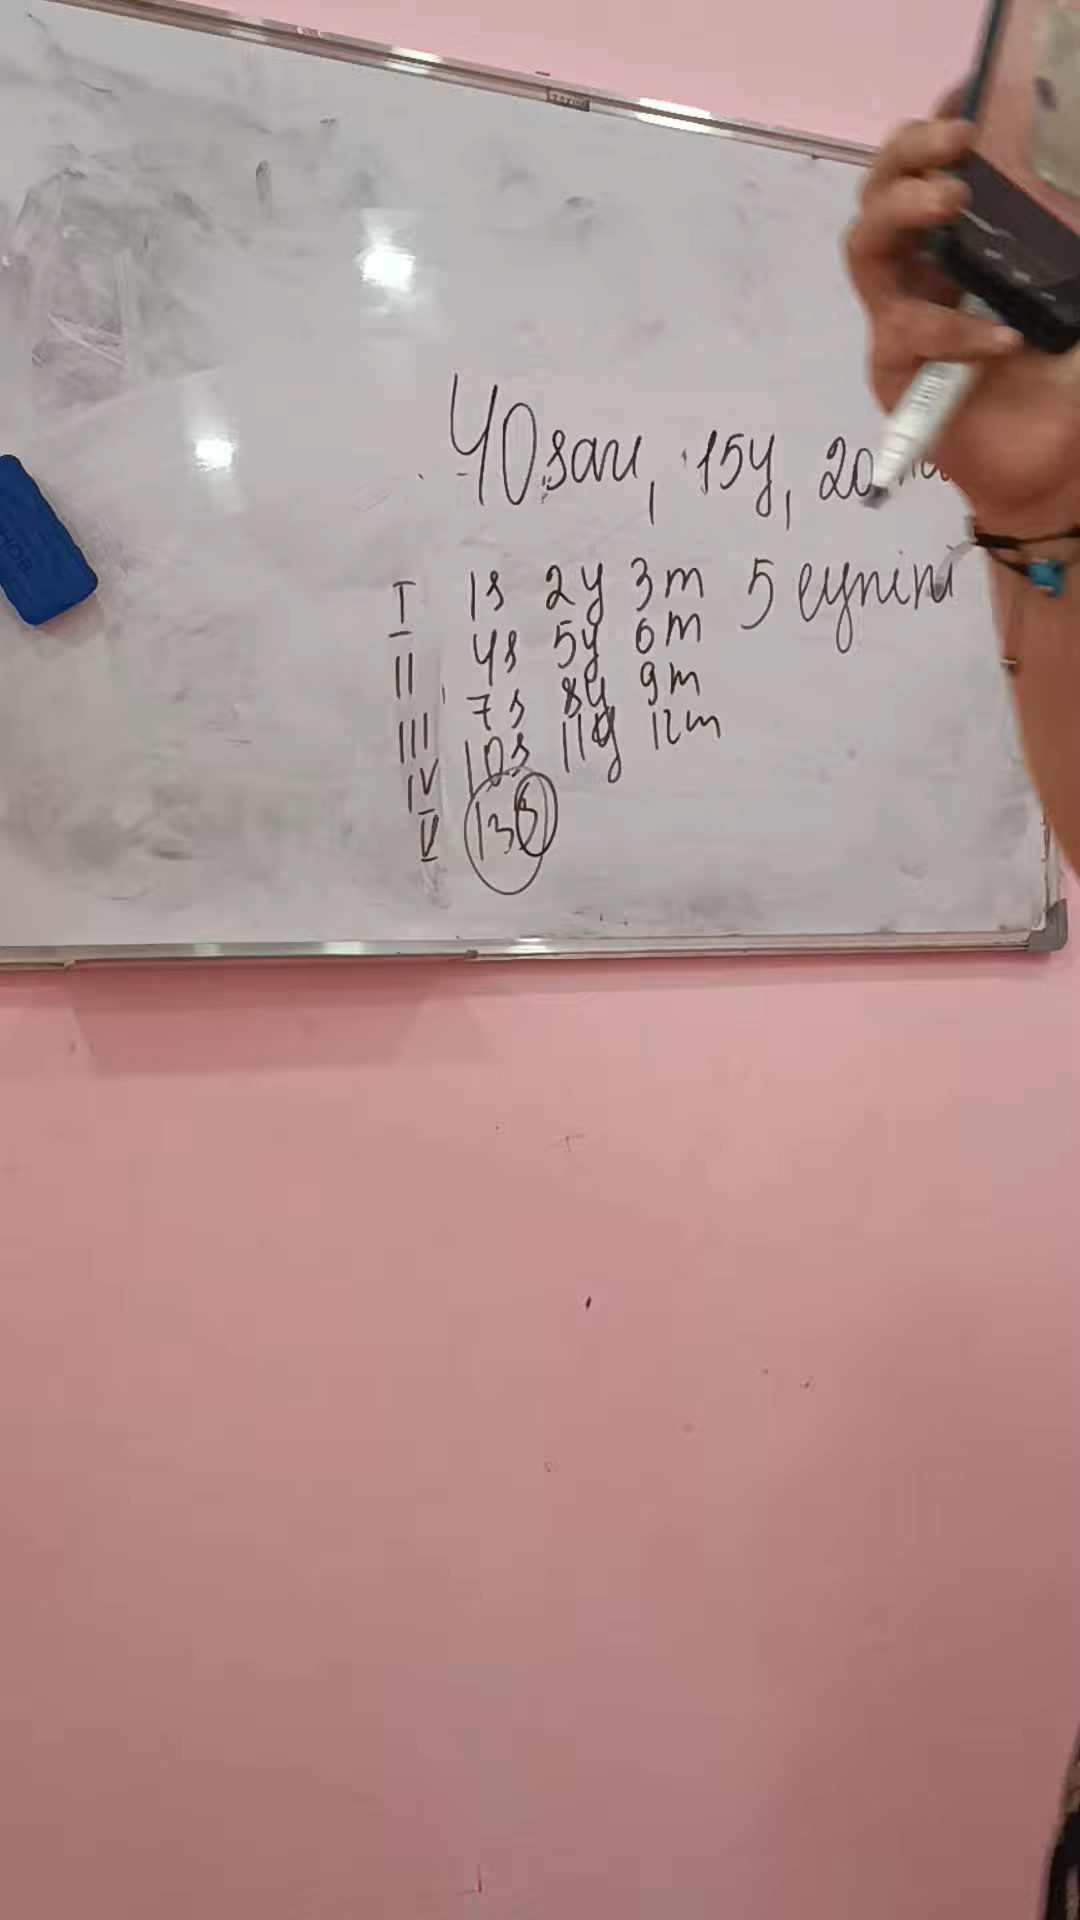 40 sarı, 15y, 20
I 1s 2y 3m 5 eynini
II 4s 5y 6m
III 7s 8y 9m
IV 10s 11y 12m
V 13s